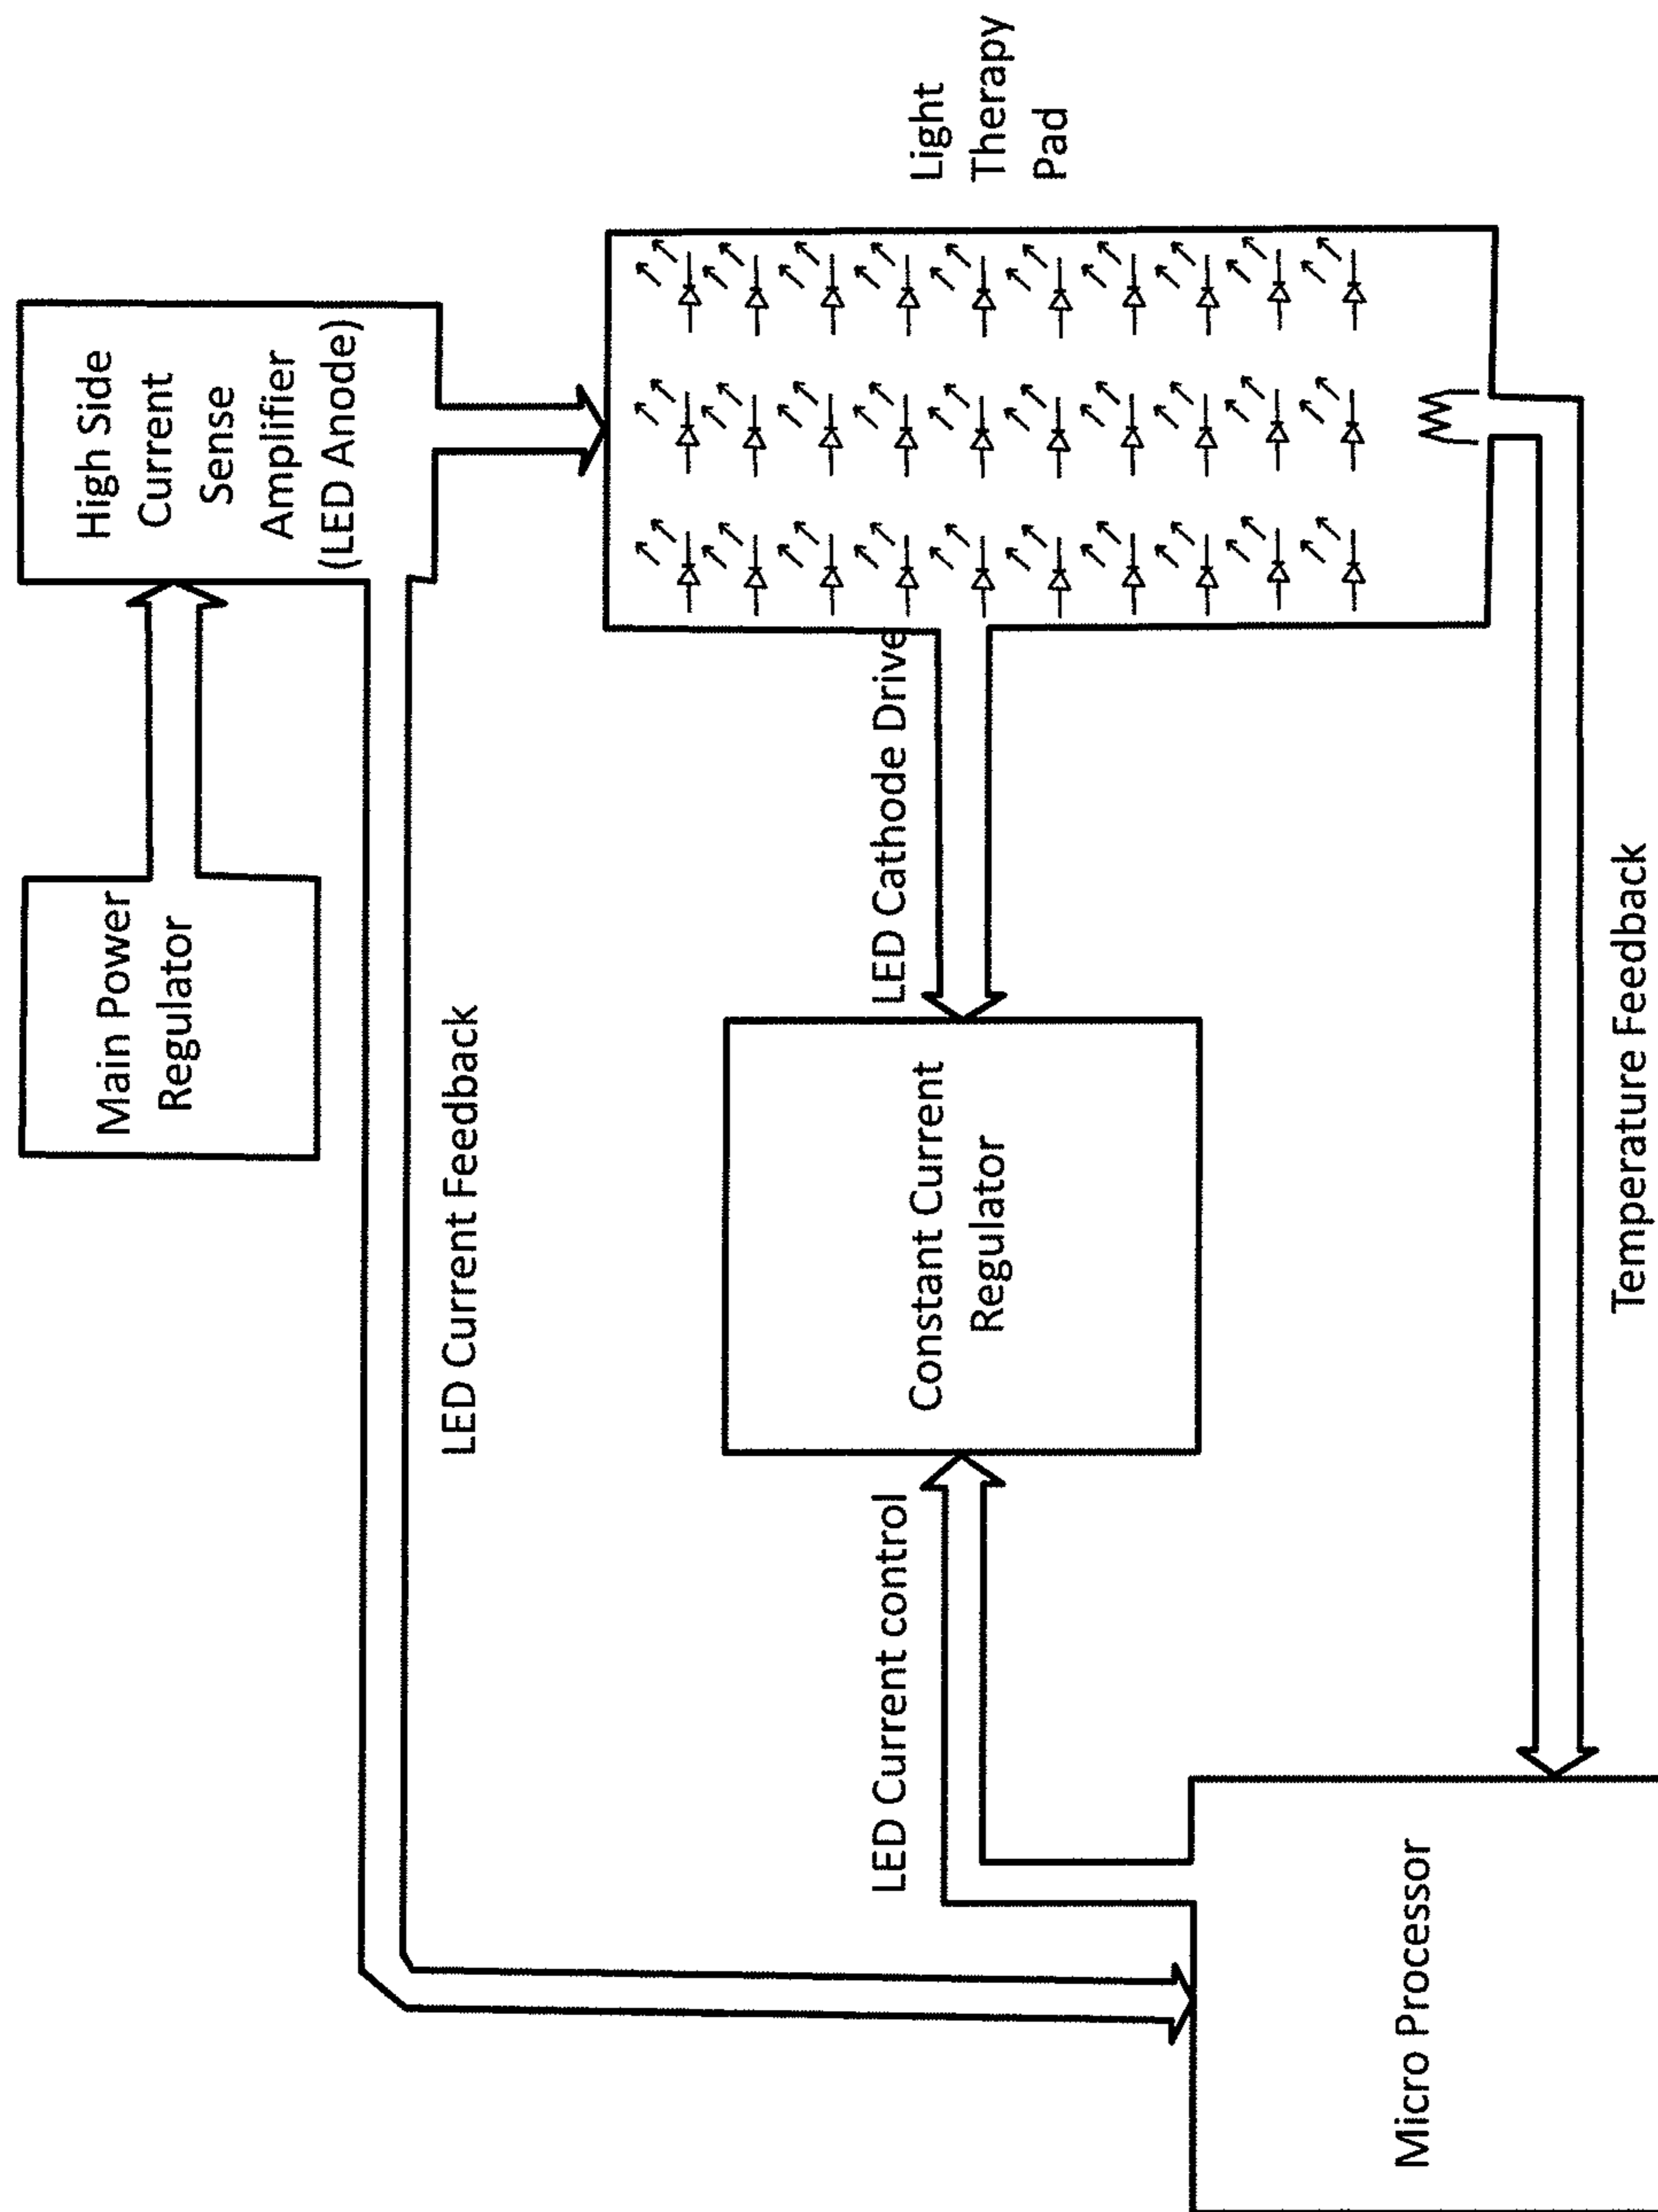 Main Power
Regulator
High Side
Current
Sense
Amplifier
(LED Anode)
LED Current Feedback
LED Current control
Constant Current
Regulator
LED Cathode Drive
Light
Therapy
Pad
Micro Processor
Temperature Feedback